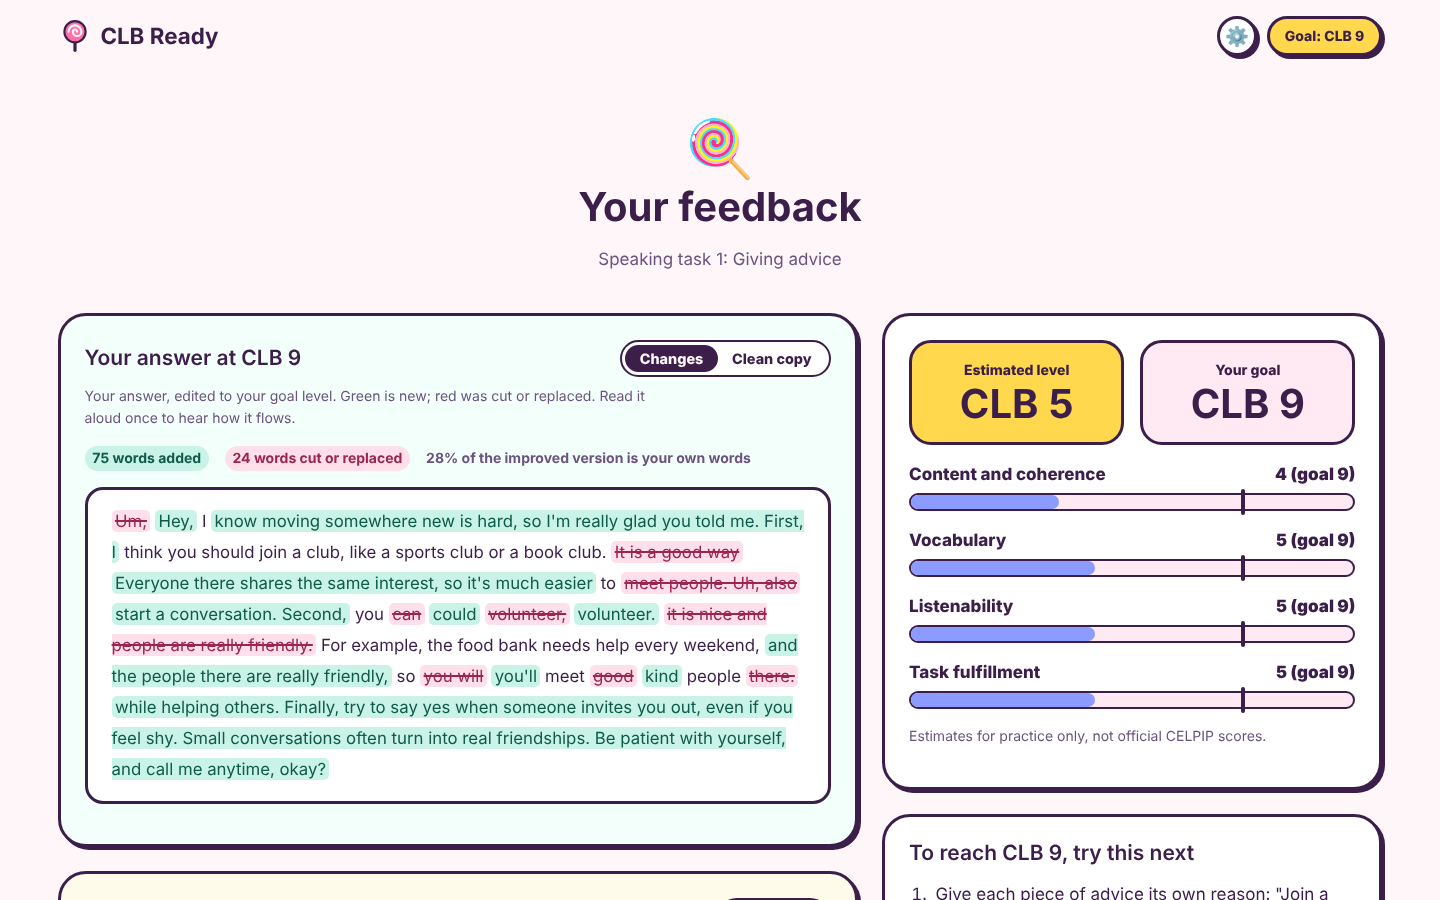 CLB Ready
Goal: CLB 9
Your feedback
Speaking task 1: Giving advice
Your answer at CLB 9
Changes
Clean copy
Your answer, edited to your goal level. Green is new; red was cut or replaced. Read it
aloud once to hear how it flows.
75 words added
24 words cut or replaced
28% of the improved version is your own words
Um, Hey, I know moving somewhere new is hard, so I'm really glad you told me. First,
I think you should join a club, like a sports club or a book club. It is a good way
Everyone there shares the same interest, so it's much easier to meet people. Uh, also
start a conversation. Second, you can could volunteer, volunteer. it is nice and
people are really friendly. For example, the food bank needs help every weekend, and
the people there are really friendly, so you will you'll meet good kind people there.
while helping others. Finally, try to say yes when someone invites you out, even if you
feel shy. Small conversations often turn into real friendships. Be patient with yourself,
and call me anytime, okay?
Estimated level
CLB 5
Your goal
CLB 9
Content and coherence
4 (goal 9)
Vocabulary
5 (goal 9)
Listenability
5 (goal 9)
Task fulfillment
5 (goal 9)
Estimates for practice only, not official CELPIP scores.
To reach CLB 9, try this next
1. Give each piece of advice its own reason: "Join a